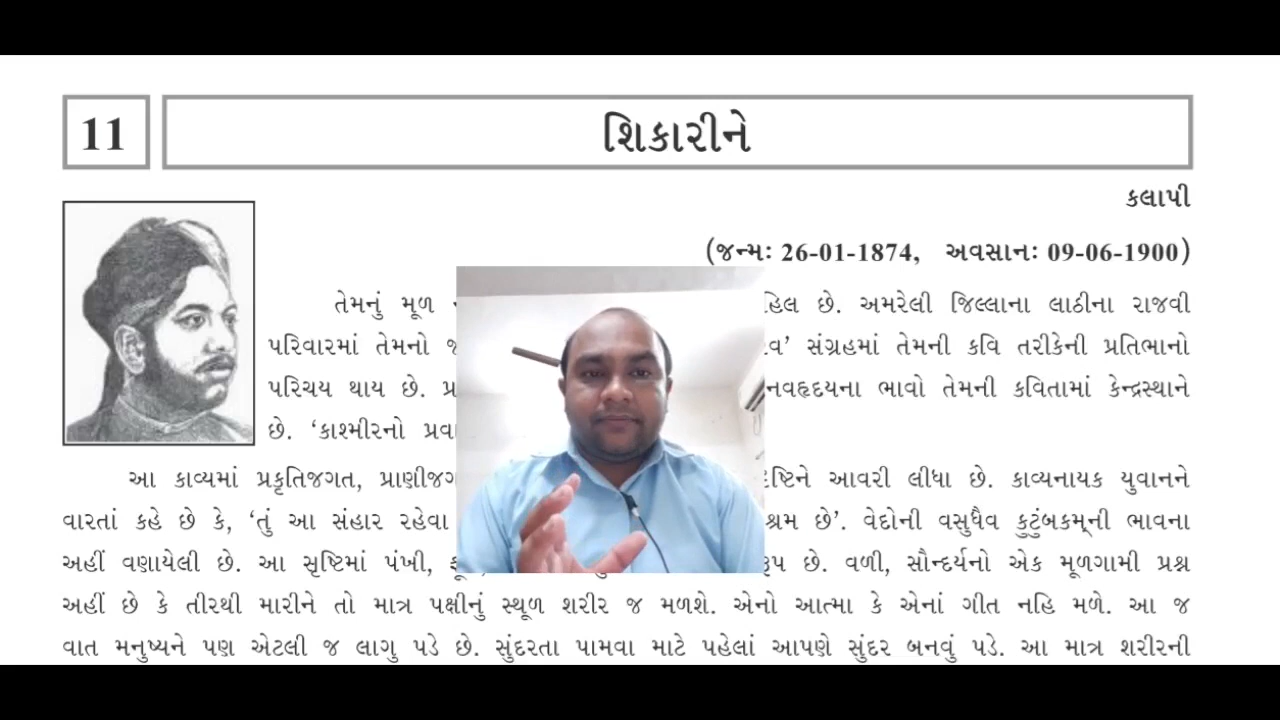 11
શિકારીને
કલાપી
(જન્મ: 26-01-1874, અવસાન: 09-06-1900)
તેમનું મૂળ હિલ છે. અમરેલી જિલ્લાના લાઠીના રાજવી
પરિવારમાં તેમનો વ' સંગ્રહમાં તેમની કવિ તરીકેની પ્રતિભાનો
પરિચય થાય છે. નવહૃદયના ભાવો તેમની કવિતામાં કેન્દ્રસ્થાને
છે. 'કાશ્મીરનો
આ કાવ્યમાં પ્રકૃતિજગત, આવરી લીધા છે. કાવ્યનાયક યુવાનને
વારતાં કહે છે કે, 'તું આ સંહાર રહેવા શ્રમ છે'. વેદોની વસુધૈવ કુટુંબકમ્‌ની ભાવના
અહીં વણાયેલી છે. આ સૃષ્ટિમાં પંખી, છે. વળી, સૌન્દર્યનો એક મૂળગામી પ્રશ્ન
અહીં છે કે તીરથી મારીને તો માત્ર પક્ષીનું સ્થૂળ શરીર જ મળશે. એનો આત્મા કે એનાં ગીત નહિ મળે. આ જ
વાત મનુષ્યને પણ એટલી જ લાગુ પડે છે. સુંદરતા પામવા માટે પહેલાં આપણે સુંદર બનવું પડે. આ માત્ર શરીરની